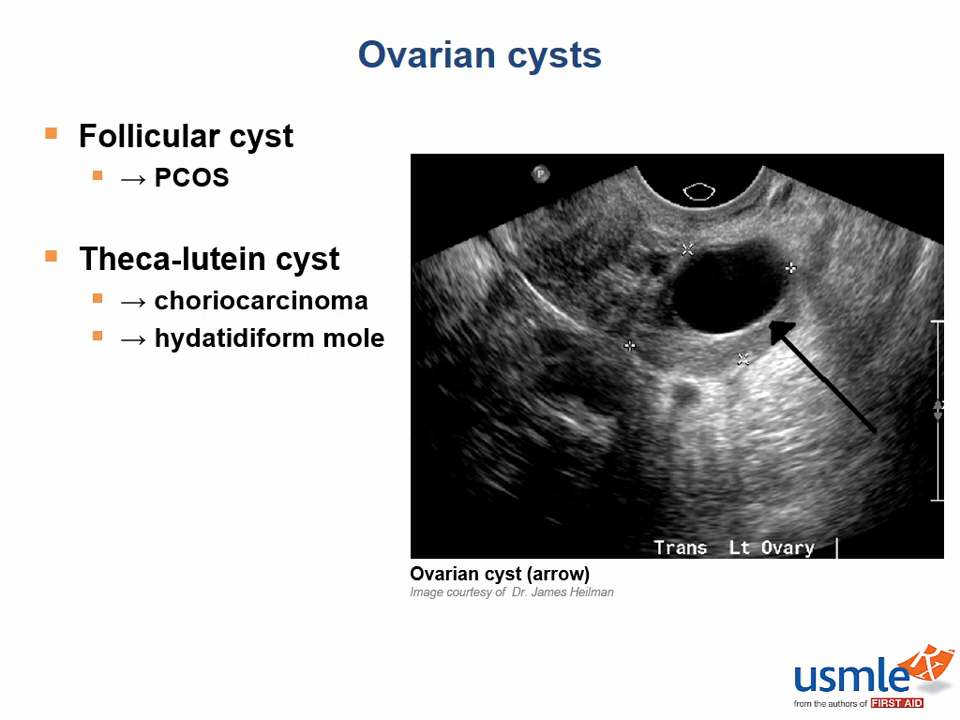 Ovarian cysts
Follicular cyst
→ PCOS
Theca-lutein cyst
→ choriocarcinoma
→ hydatidiform mole
P
Trans Lt Ovary
Ovarian cyst (arrow)
Image courtesy of Dr. James Heilman
usmle Rx
from the authors of FIRST AID